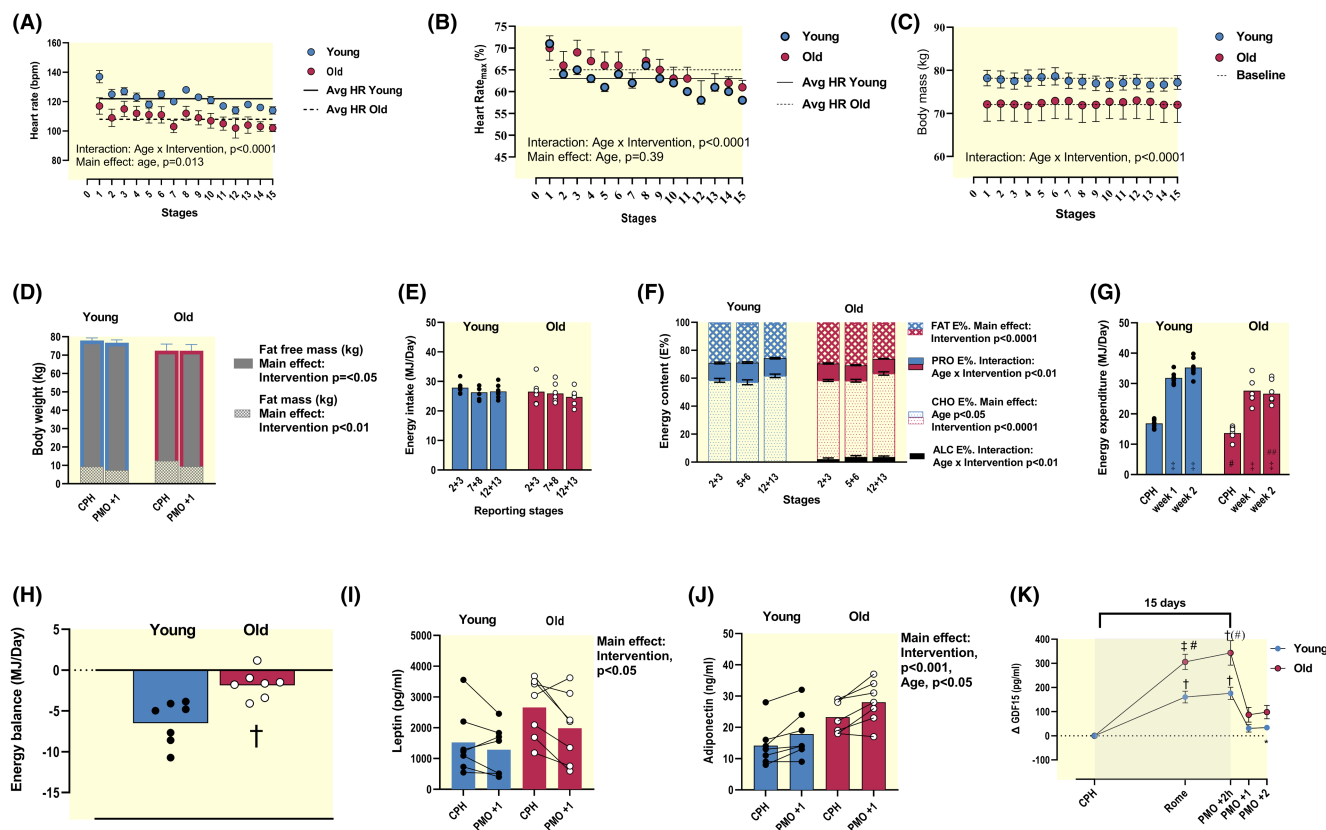 (A)
Heart rate (bpm)
160
140
120
100
80
Young
Old
Avg HR Young
Avg HR Old
Interaction: Age x Intervention, p<0.0001
Main effect: age, p=0.013
0 1 2 3 4 5 6 7 8 9 10 11 12 13 14 15
Stages
(B)
Heart Rate max (%)
75
70
65
60
55
50
45
Young
Old
Avg HR Young
Avg HR Old
Interaction: Age x Intervention, p<0.0001
Main effect: Age, p=0.39
0 1 2 3 4 5 6 7 8 9 10 11 12 13 14 15
Stages
(C)
Body mass (kg)
90
80
70
60
Young
Old
Baseline
Interaction: Age x Intervention, p<0.0001
0 1 2 3 4 5 6 7 8 9 10 11 12 13 14 15
Stages
(D)
Young Old
Body weight (kg)
80
70
60
50
40
30
20
10
0
CPH PMO +1 CPH PMO +1
Fat free mass (kg)
Main effect:
Intervention p=<0.05
Fat mass (kg)
Main effect:
Intervention p<0.01
(E)
Young Old
Energy intake (MJ/Day)
50
40
30
20
10
0
2+3 7+8 12+13 2+3 7+8 12+13
Reporting stages
(F)
Young Old
Energy content (E%)
100
80
60
40
20
0
2+3 5+6 12+13 2+3 5+6 12+13
Stages
FAT E%. Main effect:
Intervention p<0.0001
PRO E%. Interaction:
Age x Intervention p<0.01
CHO E%. Main effect:
Age p<0.05
Intervention p<0.0001
ALC E%. Interaction:
Age x Intervention p<0.01
(G)
Young Old
Energy expenditure (MJ/Day)
50
40
30
20
10
0
‡ ‡ # ‡ ##
‡
CPH week 1 week 2 CPH week 1 week 2
(H)
Young Old
Energy balance (MJ/Day)
5
0
-5
-10
-15
†
(I)
Young Old
Leptin (pg/ml)
5000
4000
3000
2000
1000
0
CPH PMO +1 CPH PMO +1
Main effect:
Intervention,
p<0.05
(J)
Young Old
Adiponectin (ng/ml)
50
40
30
20
10
0
CPH PMO +1 CPH PMO +1
Main effect:
Intervention,
p<0.001,
Age, p<0.05
(K)
15 days
Δ GDF15 (pg/ml)
400
300
200
100
0
-100
‡ # †(#)
† †
*
Young
Old
CPH Rome PMO +2h PMO +1 PMO +2